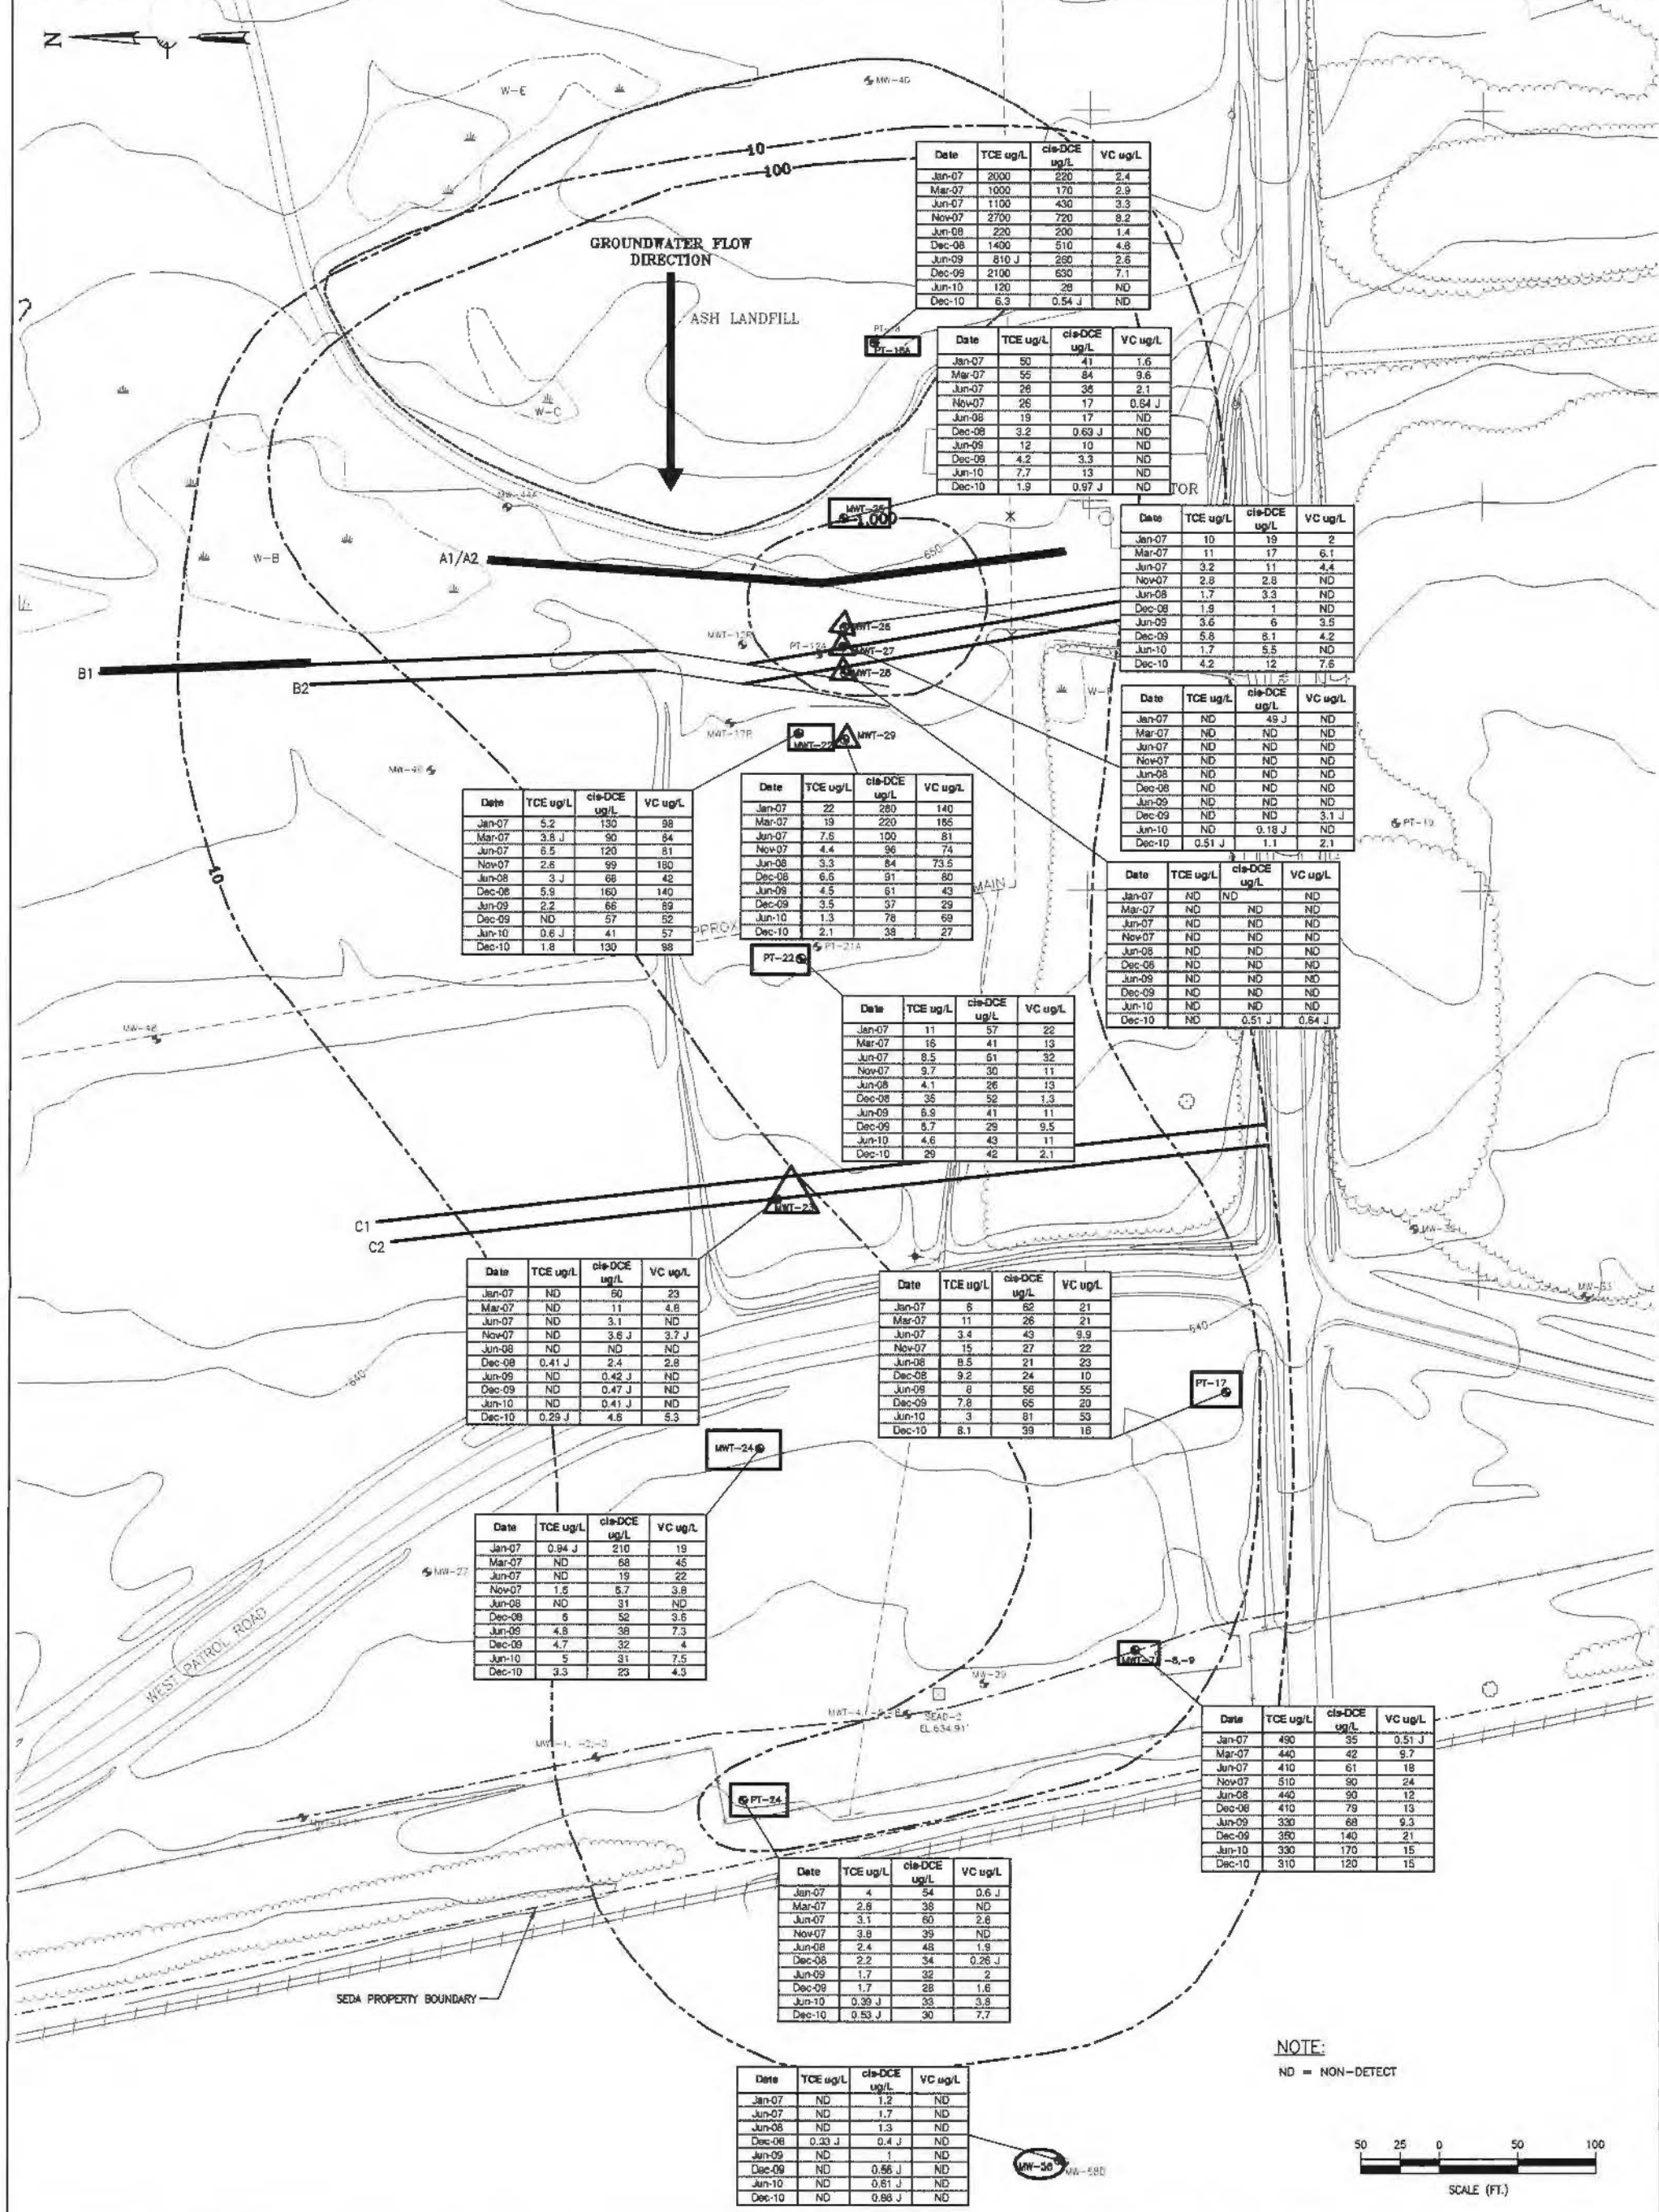 N
W-E
MW-40
10
100
Date TCE ug/L cis-DCE ug/L VC ug/L
Jan-07 2000 220 2.4
Mar-07 1000 170 2.9
Jun-07 1100 430 3.3
Nov-07 2700 720 8.2
Jun-08 220 200 1.4
Dec-08 1400 510 4.8
Jun-09 810 J 260 2.6
Dec-09 2100 630 7.1
Jun-10 120 28 ND
Dec-10 6.3 0.54 J ND
GROUNDWATER FLOW
DIRECTION
ASH LANDFILL
PT-18A
W-C
Date TCE ug/L cis-DCE ug/L VC ug/L
Jan-07 50 41 1.6
Mar-07 55 84 9.6
Jun-07 26 36 2.1
Nov-07 26 17 0.64 J
Jun-08 19 17 ND
Dec-08 3.2 0.63 J ND
Jun-09 12 10 ND
Dec-09 4.2 3.3 ND
Jun-10 7.7 13 ND
Dec-10 1.9 0.97 J ND
TOR
MW-44A
1,000
W-B
A1/A2
650
Date TCE ug/L cis-DCE ug/L VC ug/L
Jan-07 10 19 2
Mar-07 11 17 6.1
Jun-07 3.2 11 4.4
Nov-07 2.8 2.8 ND
Jun-08 1.7 3.3 ND
Dec-08 1.9 1 ND
Jun-09 3.6 6 3.5
Dec-09 5.8 6.1 4.2
Jun-10 1.7 5.5 ND
Dec-10 4.2 12 7.6
PT-12A
MWT-27
B1
B2
Date TCE ug/L cis-DCE ug/L VC ug/L
Jan-07 ND 49 J ND
Mar-07 ND ND ND
Jun-07 ND ND ND
Nov-07 ND ND ND
Jun-08 ND ND ND
Dec-08 ND ND ND
Jun-09 ND ND ND
Dec-09 ND ND 3.1 J
Jun-10 ND 0.18 J ND
Dec-10 0.51 J 1.1 2.1
MWT-22
MWT-29
PT-19
Date TCE ug/L cis-DCE ug/L VC ug/L
Jan-07 5.2 130 98
Mar-07 3.8 J 90 64
Jun-07 6.5 120 81
Nov-07 2.6 99 180
Jun-08 3 J 68 42
Dec-08 5.9 160 140
Jun-09 2.2 66 89
Dec-09 ND 57 52
Jun-10 0.6 J 41 57
Dec-10 1.8 130 98
Date TCE ug/L cis-DCE ug/L VC ug/L
Jan-07 22 280 140
Mar-07 19 220 165
Jun-07 7.6 100 81
Nov-07 4.4 96 74
Jun-08 3.3 84 73.5
Dec-08 6.6 91 80
Jun-09 4.5 61 43
Dec-09 3.5 37 29
Jun-10 1.3 78 69
Dec-10 2.1 38 27
MAIN
Date TCE ug/L cis-DCE ug/L VC ug/L
Jan-07 ND ND ND
Mar-07 ND ND ND
Jun-07 ND ND ND
Nov-07 ND ND ND
Jun-08 ND ND ND
Dec-08 ND ND ND
Jun-09 ND ND ND
Dec-09 ND ND ND
Jun-10 ND ND ND
Dec-10 ND 0.51 J 0.64 J
10
PT-21A
PT-22
Date TCE ug/L cis-DCE ug/L VC ug/L
Jan-07 11 57 22
Mar-07 16 41 13
Jun-07 8.5 61 32
Nov-07 9.7 30 11
Jun-08 4.1 26 13
Dec-08 35 52 1.3
Jun-09 6.9 41 11
Dec-09 8.7 29 9.5
Jun-10 4.6 43 11
Dec-10 29 42 2.1
C1
C2
MWT-23
Date TCE ug/L cis-DCE ug/L VC ug/L
Jan-07 ND 60 23
Mar-07 ND 11 4.8
Jun-07 ND 3.1 ND
Nov-07 ND 3.6 J 3.7 J
Jun-08 ND ND ND
Dec-08 0.41 J 2.4 2.8
Jun-09 ND 0.42 J ND
Dec-09 ND 0.47 J ND
Jun-10 ND 0.41 J ND
Dec-10 0.29 J 4.6 5.3
Date TCE ug/L cis-DCE ug/L VC ug/L
Jan-07 6 62 21
Mar-07 11 26 21
Jun-07 3.4 43 9.9
Nov-07 15 27 22
Jun-08 8.5 21 23
Dec-08 9.2 24 10
Jun-09 8 56 55
Dec-09 7.8 65 20
Jun-10 3 81 53
Dec-10 8.1 39 16
640
640
PT-17
MWT-24
Date TCE ug/L cis-DCE ug/L VC ug/L
Jan-07 0.94 J 210 19
Mar-07 ND 68 45
Jun-07 ND 19 22
Nov-07 1.5 6.7 3.8
Jun-08 ND 31 ND
Dec-08 6 52 3.6
Jun-09 4.8 38 7.3
Dec-09 4.7 32 4
Jun-10 5 31 7.5
Dec-10 3.3 23 4.3
MW-27
WEST PATROL ROAD
MWT-7, -8,-9
MW-29
SEAD-2
EL.634.91'
Date TCE ug/L cis-DCE ug/L VC ug/L
Jan-07 490 35 0.51 J
Mar-07 440 42 9.7
Jun-07 410 61 18
Nov-07 510 90 24
Jun-08 440 90 12
Dec-08 410 79 13
Jun-09 330 68 9.3
Dec-09 350 140 21
Jun-10 330 170 15
Dec-10 310 120 15
PT-24
Date TCE ug/L cis-DCE ug/L VC ug/L
Jan-07 4 54 0.6 J
Mar-07 2.6 38 ND
Jun-07 3.1 60 2.6
Nov-07 3.8 39 ND
Jun-08 2.4 48 1.9
Dec-08 2.2 34 0.26 J
Jun-09 1.7 32 2
Dec-09 1.7 28 1.6
Jun-10 0.39 J 33 3.8
Dec-10 0.53 J 30 7.7
SEDA PROPERTY BOUNDARY
NOTE:
ND = NON-DETECT
Date TCE ug/L cis-DCE ug/L VC ug/L
Jan-07 ND 1.2 ND
Jun-07 ND 1.7 ND
Jun-08 ND 1.3 ND
Dec-08 0.33 J 0.4 J ND
Jun-09 ND 1 ND
Dec-09 ND 0.56 J ND
Jun-10 ND 0.61 J ND
Dec-10 ND 0.86 J ND
MW-56
50 25 0 50 100
SCALE (FT.)